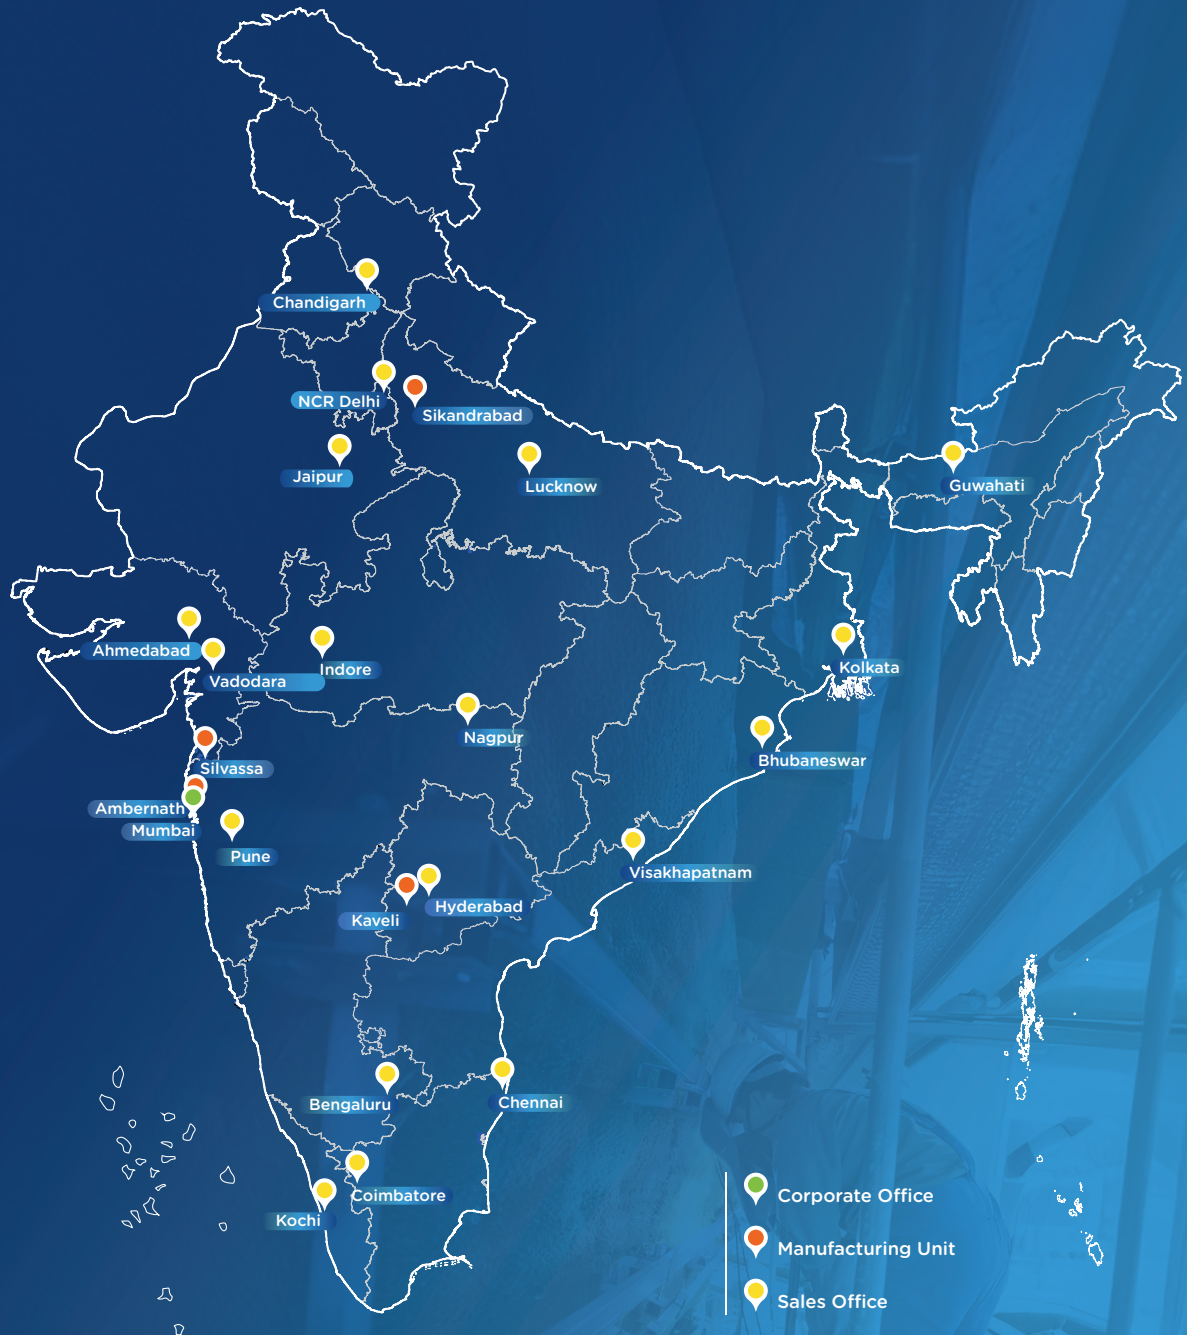 Chandigarh
NCR Delhi
Sikandrabad
Jaipur
Lucknow
Guwahati
Ahmedabad
Vadodara
Indore
Kolkata
Nagpur
Bhubaneswar
Silvassa
Ambernath
Mumbai
Pune
Visakhapatnam
Kaveli
Hyderabad
Bengaluru
Chennai
Coimbatore
Kochi
Corporate Office
Manufacturing Unit
Sales Office